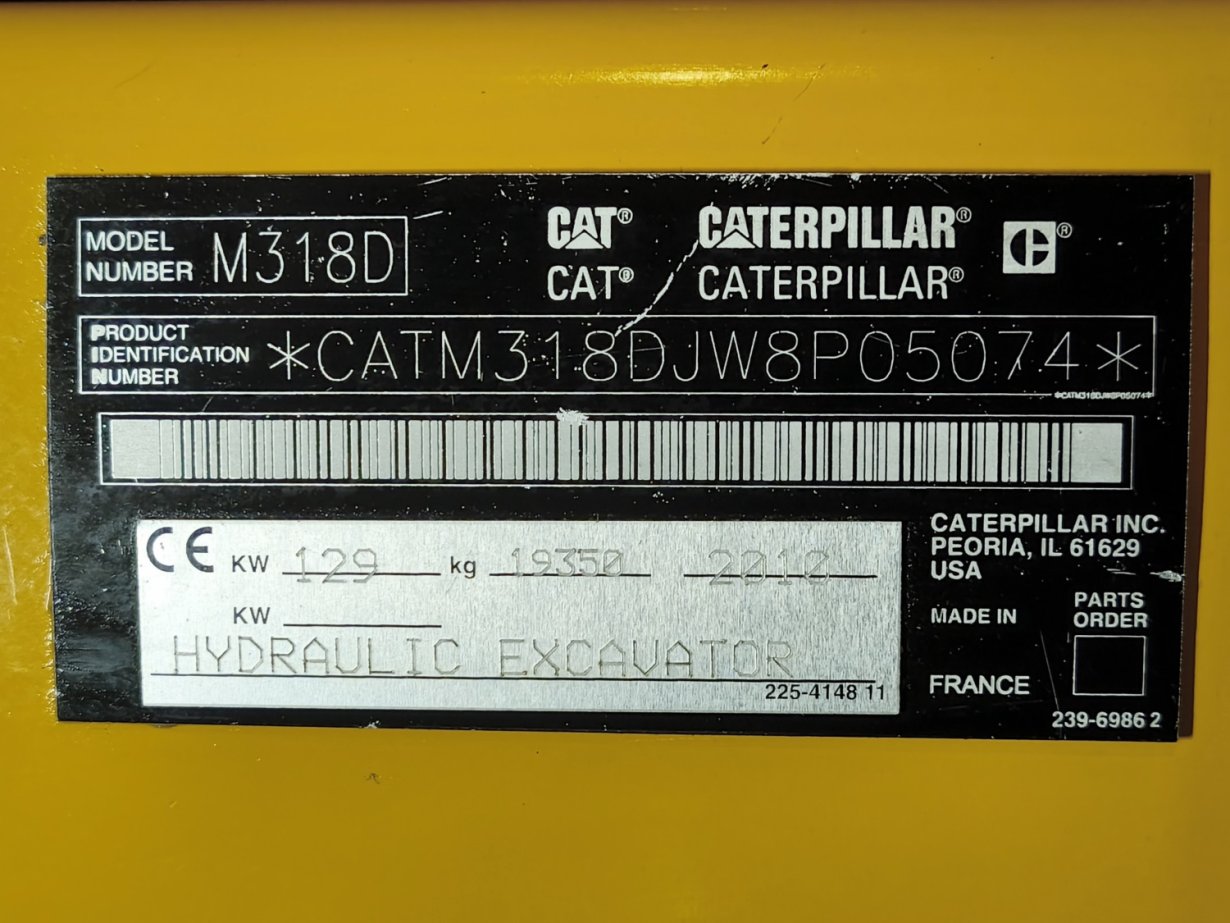 MODEL NUMBER M318D
CAT® CATERPILLAR®
CAT® CATERPILLAR®
PRODUCT IDENTIFICATION NUMBER *CATM318DJW8P05074*
*CATM318DJW8P05074*
CE KW 129 kg 19350 2010
KW
HYDRAULIC EXCAVATOR
225-4148 11
CATERPILLAR INC.
PEORIA, IL 61629
USA
MADE IN
FRANCE
PARTS
ORDER
239-6986 2